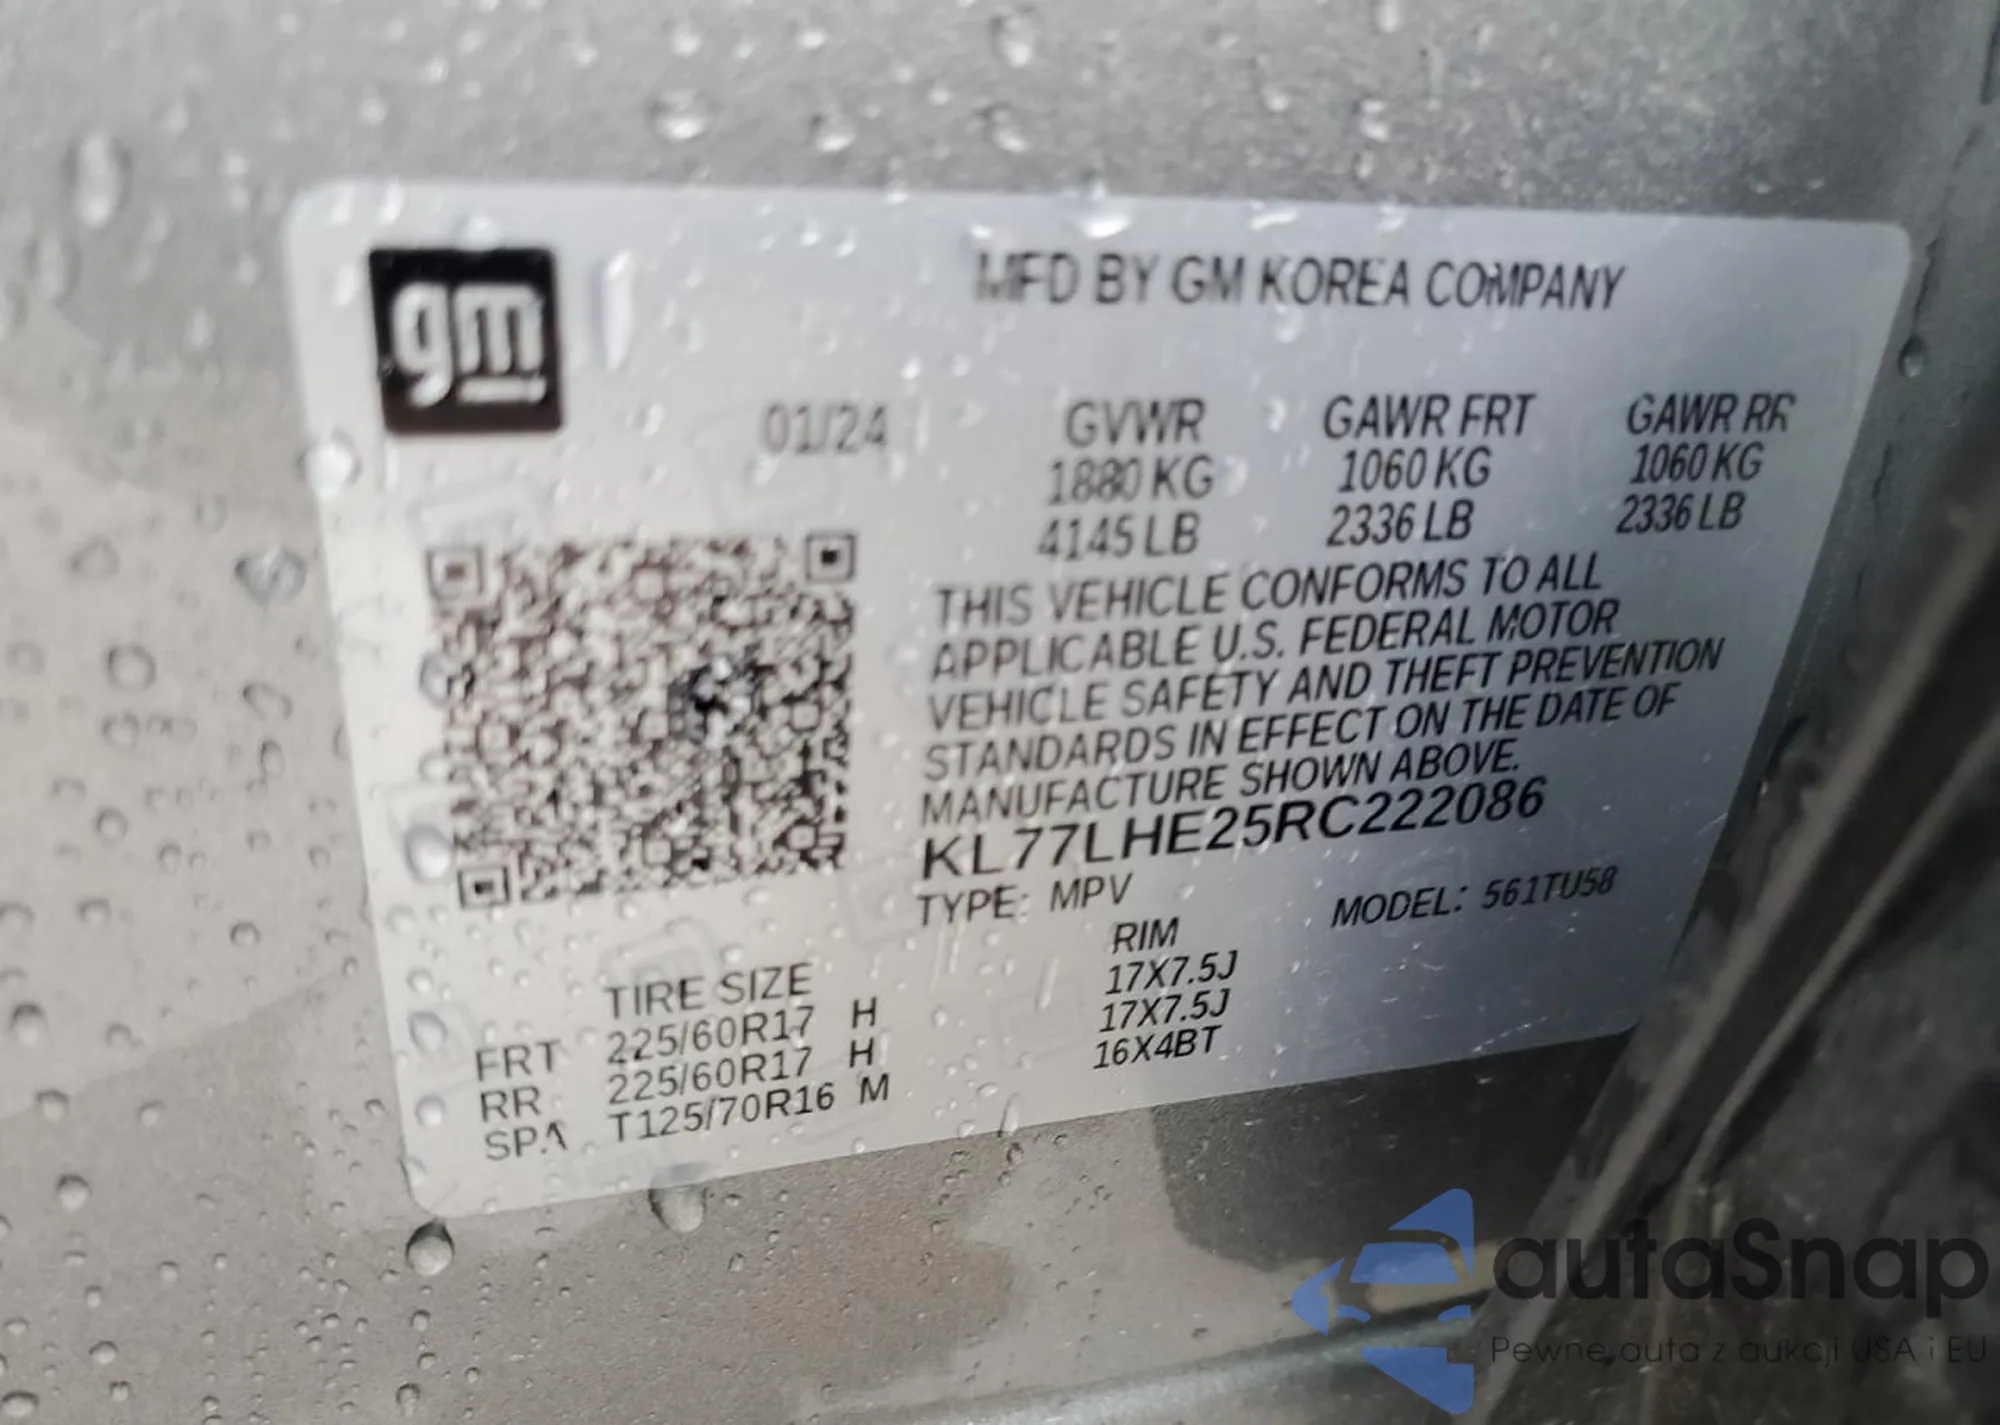 gm
MFD BY GM KOREA COMPANY
01/24
GVWR GAWR FRT GAWR RR
1880 KG 1060 KG 1060 KG
4145 LB 2336 LB 2336 LB
THIS VEHICLE CONFORMS TO ALL
APPLICABLE U.S. FEDERAL MOTOR
VEHICLE SAFETY AND THEFT PREVENTION
STANDARDS IN EFFECT ON THE DATE OF
MANUFACTURE SHOWN ABOVE.
KL77LHE25RC222086
TYPE: MPV MODEL: 561TU58
TIRE SIZE RIM
FRT 225/60R17 H 17X7.5J
RR 225/60R17 H 17X7.5J
SPA T125/70R16 M 16X4BT
autaSnap
Pewne auta z aukcji USA i EU